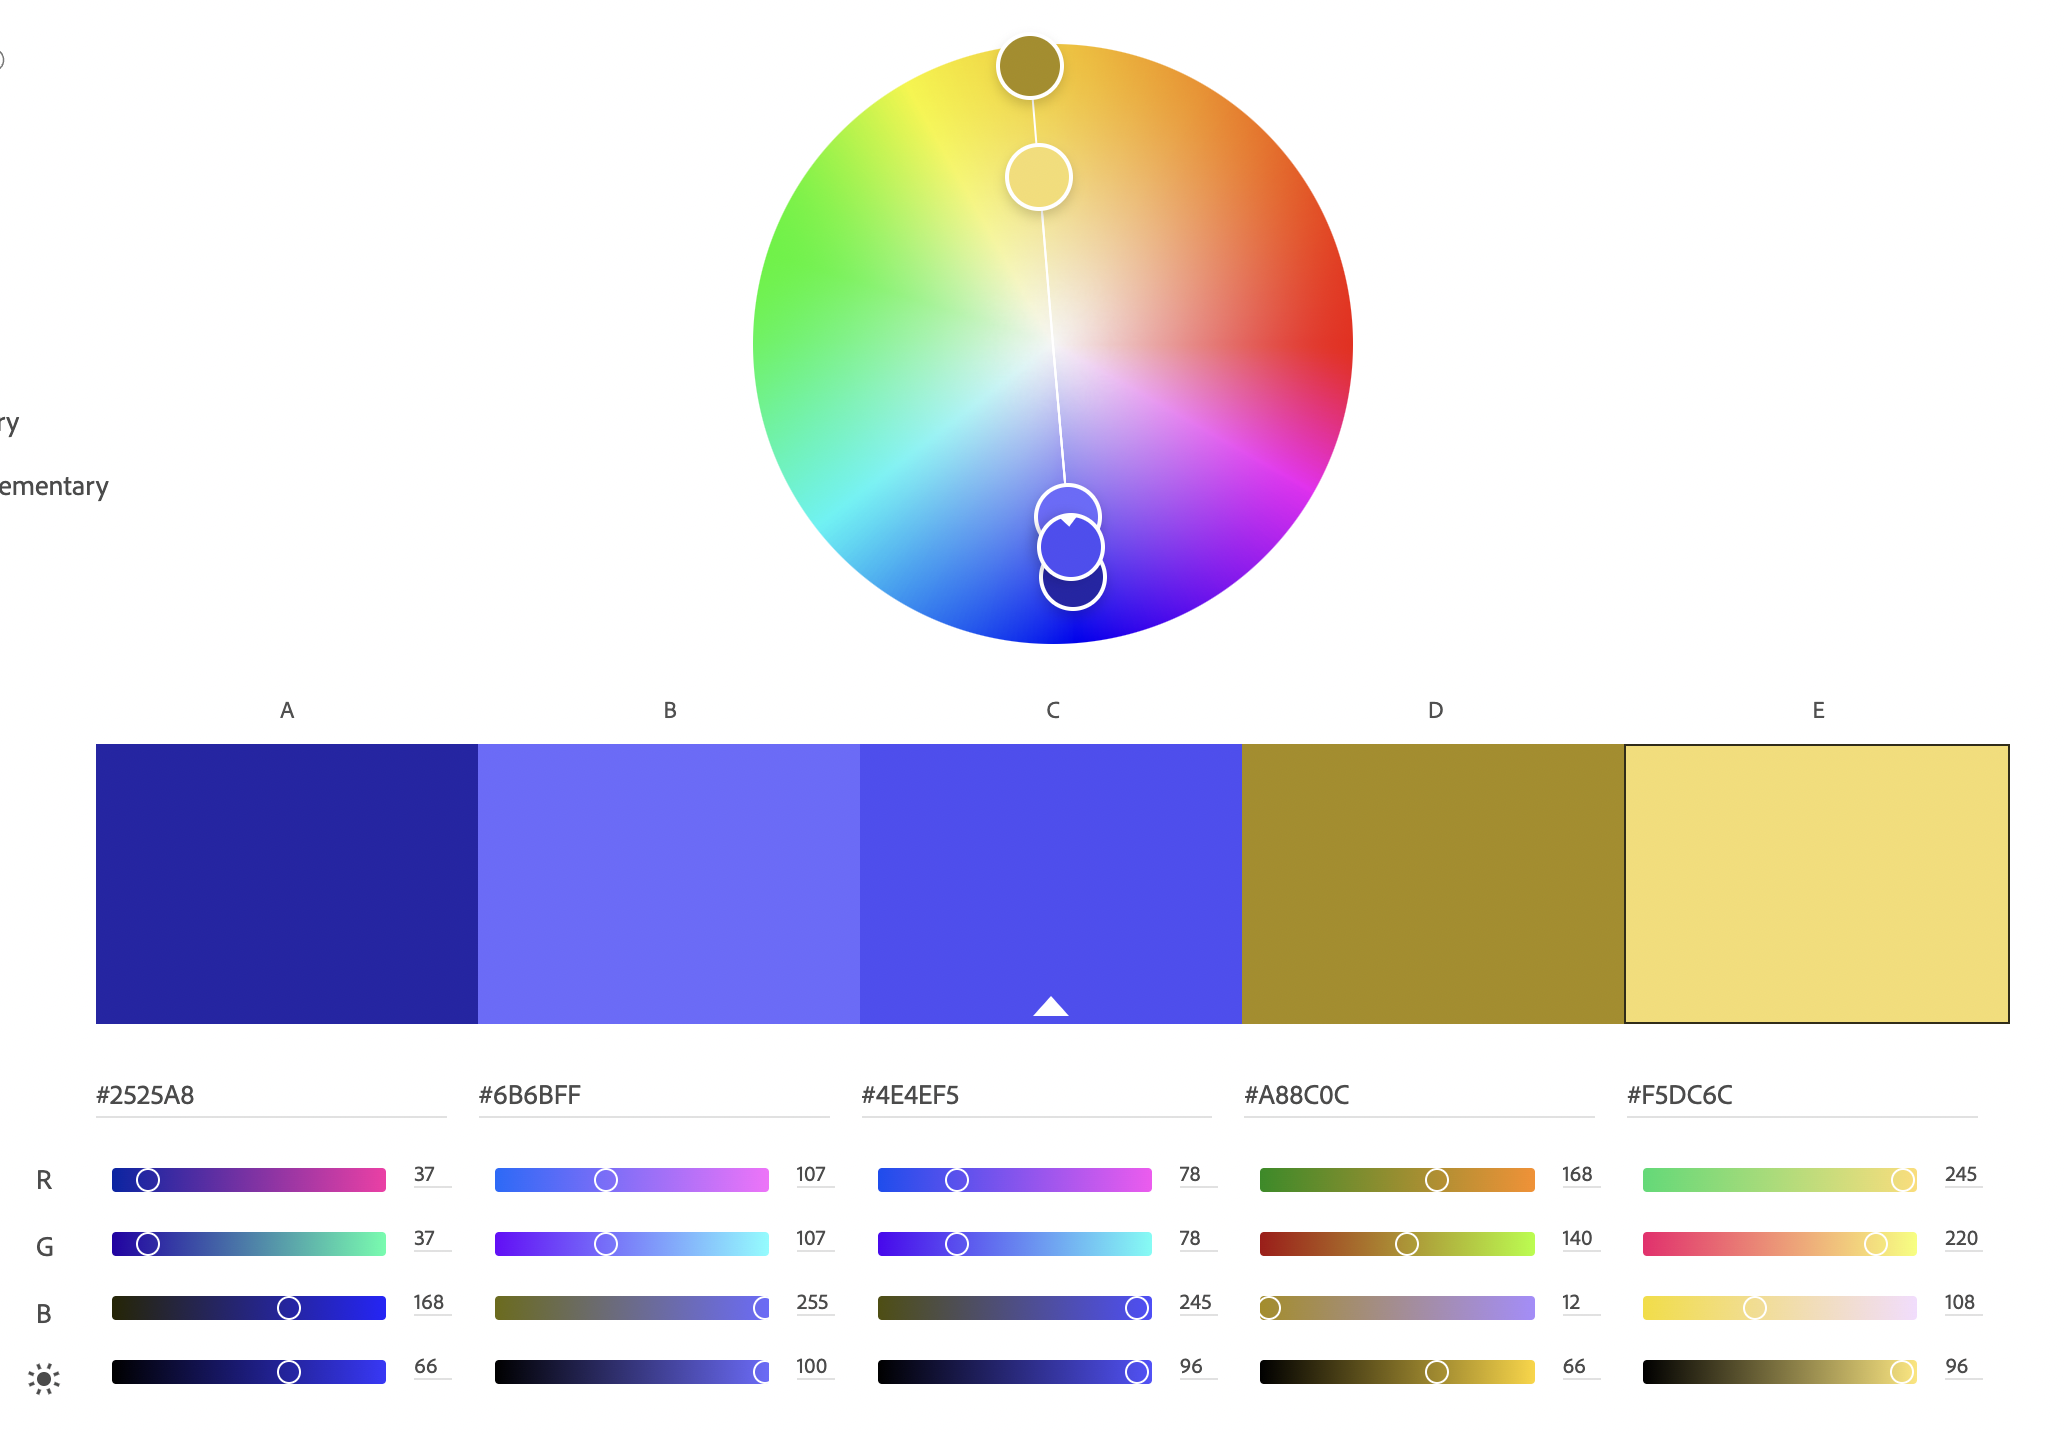 ry
ementary
A B C D E
#2525A8 #6B6BFF #4E4EF5 #A88C0C #F5DC6C
R 37 107 78 168 245
G 37 107 78 140 220
B 168 255 245 12 108
66 100 96 66 96